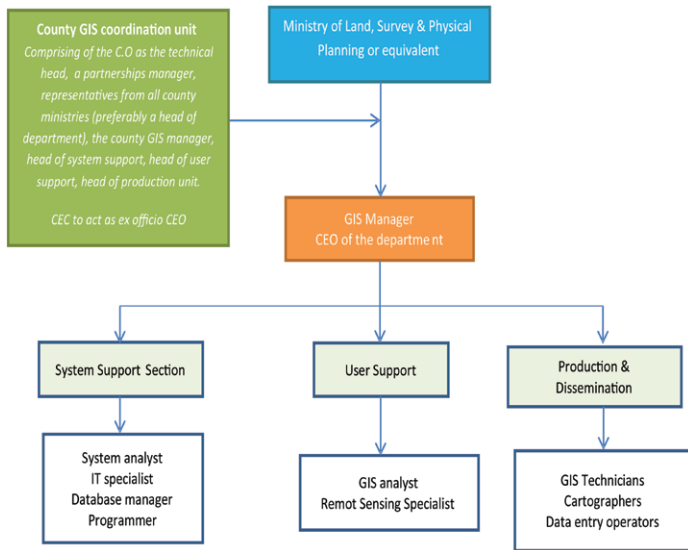 County GIS coordination unit
Comprising of the C.O as the technical
head, a partnerships manager,
representatives from all county
ministries (preferably a head of
department), the county GIS manager,
head of system support, head of user
support, head of production unit.
CEC to act as ex officio CEO
Ministry of Land, Survey & Physical
Planning or equivalent
GIS Manager
CEO of the department
System Support Section
User Support
Production &
Dissemination
System analyst
IT specialist
Database manager
Programmer
GIS analyst
Remot Sensing Specialist
GIS Technicians
Cartographers
Data entry operators